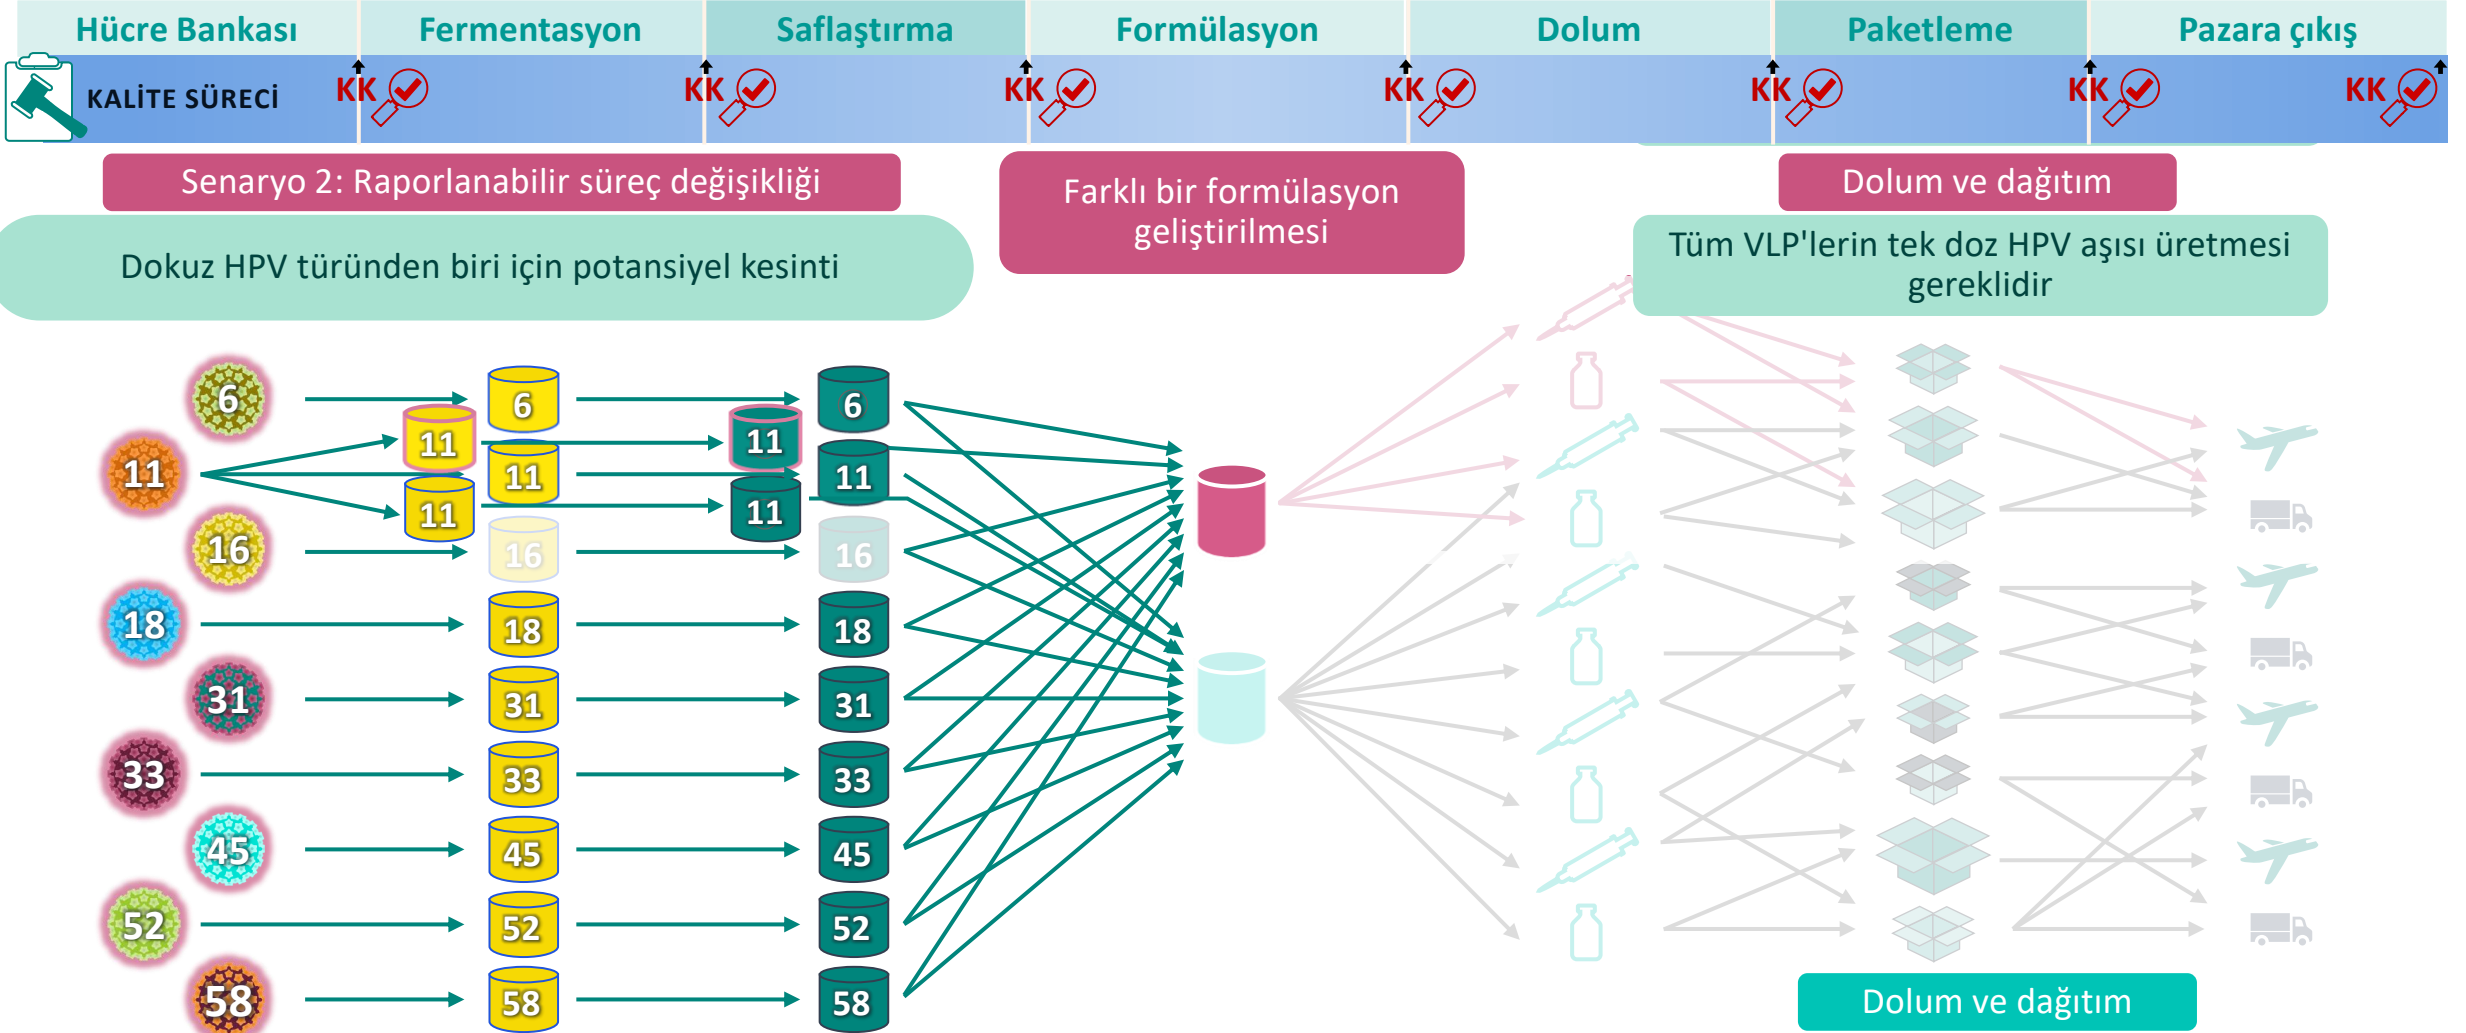 Hücre Bankası
Fermentasyon
Saflaştırma
Formülasyon
Dolum
Paketleme
Pazara çıkış
KALİTE SÜRECİ
KK
KK
KK
KK
KK
KK
KK
Senaryo 2: Raporlanabilir süreç değişikliği
Farklı bir formülasyon
geliştirilmesi
Dolum ve dağıtım
Dokuz HPV türünden biri için potansiyel kesinti
Tüm VLP'lerin tek doz HPV aşısı üretmesi
gereklidir
6
6
6
11
11
11
11
11
11
11
16
16
16
18
18
18
31
31
31
33
33
33
45
45
45
52
52
52
58
58
58
Dolum ve dağıtım